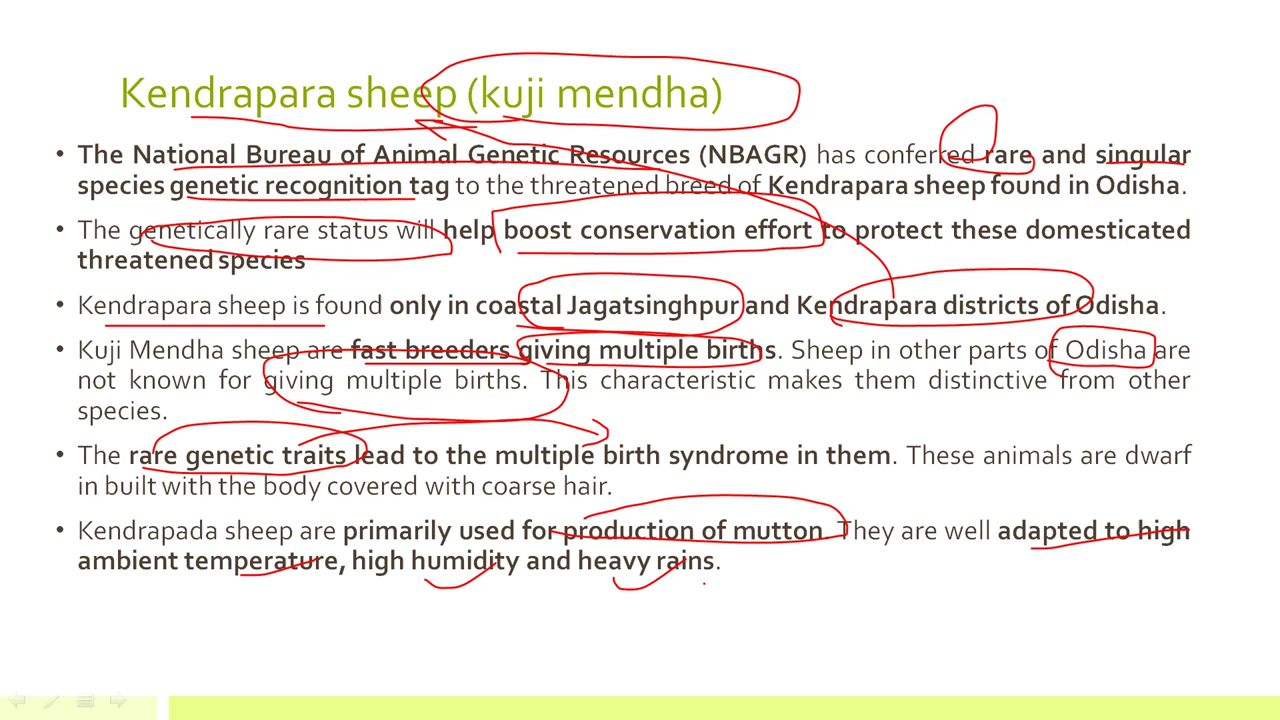 Kendrapara sheep (kuji mendha)
• The National Bureau of Animal Genetic Resources (NBAGR) has conferred rare and singular
species genetic recognition tag to the threatened breed of Kendrapara sheep found in Odisha.
• The genetically rare status will help boost conservation effort to protect these domesticated
threatened species
• Kendrapara sheep is found only in coastal Jagatsinghpur and Kendrapara districts of Odisha.
• Kuji Mendha sheep are fast breeders giving multiple births. Sheep in other parts of Odisha are
not known for giving multiple births. This characteristic makes them distinctive from other
species.
• The rare genetic traits lead to the multiple birth syndrome in them. These animals are dwarf
in built with the body covered with coarse hair.
• Kendrapada sheep are primarily used for production of mutton. They are well adapted to high
ambient temperature, high humidity and heavy rains.